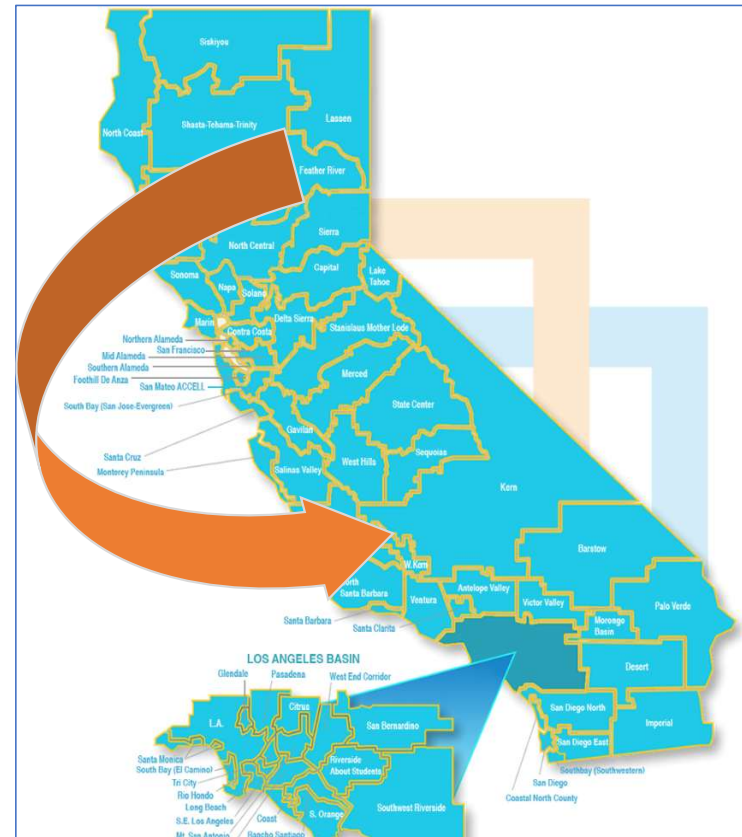 Siskiyou
Shasta-Tehama-Trinity
Lassen
North Coast
Feather River
Sierra
North Central
Capital
Lake
Tahoe
Sonoma
Napa
Solano
Marin
Contra Costa
Delta Sierra
Stanislaus Mother Lode
Northern Alameda
San Francisco
Mid Alameda
Southern Alameda
Foothill De Anza
San Mateo ACCELL
South Bay (San Jose-Evergreen)
Merced
State Center
Gavilan
Santa Cruz
Monterey Peninsula
Salinas Valley
West Hills
Sequoias
Kern
Barstow
W. Kern
North
Santa Barbara
Ventura
Antelope Valley
Victor Valley
Palo Verde
Morongo
Basin
Santa Barbara
Santa Clarita
Desert
San Diego North
Imperial
San Diego East
Southbay (Southwestern)
San Diego
Coastal North County
LOS ANGELES BASIN
Glendale
Pasadena
West End Corridor
Citrus
L.A.
San Bernardino
Santa Monica
South Bay (El Camino)
Tri City
Rio Hondo
Long Beach
S.E. Los Angeles
Mt. San Antonio
Riverside
About Students
Southwest Riverside
Coast
S. Orange
Rancho Santiago